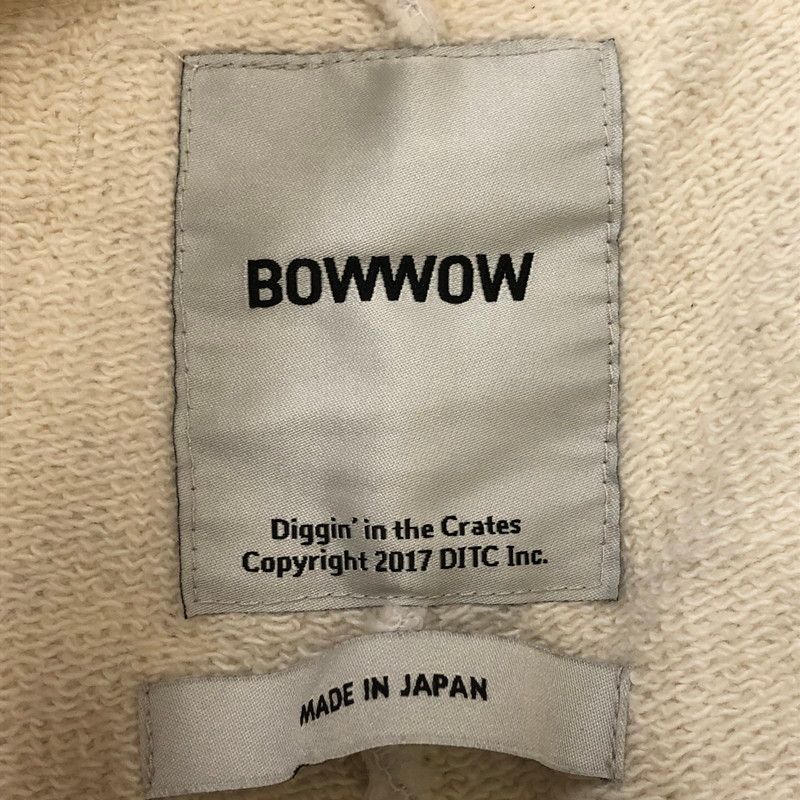 BOWWOW
Diggin' in the Crates
Copyright 2017 DITC Inc.
MADE IN JAPAN